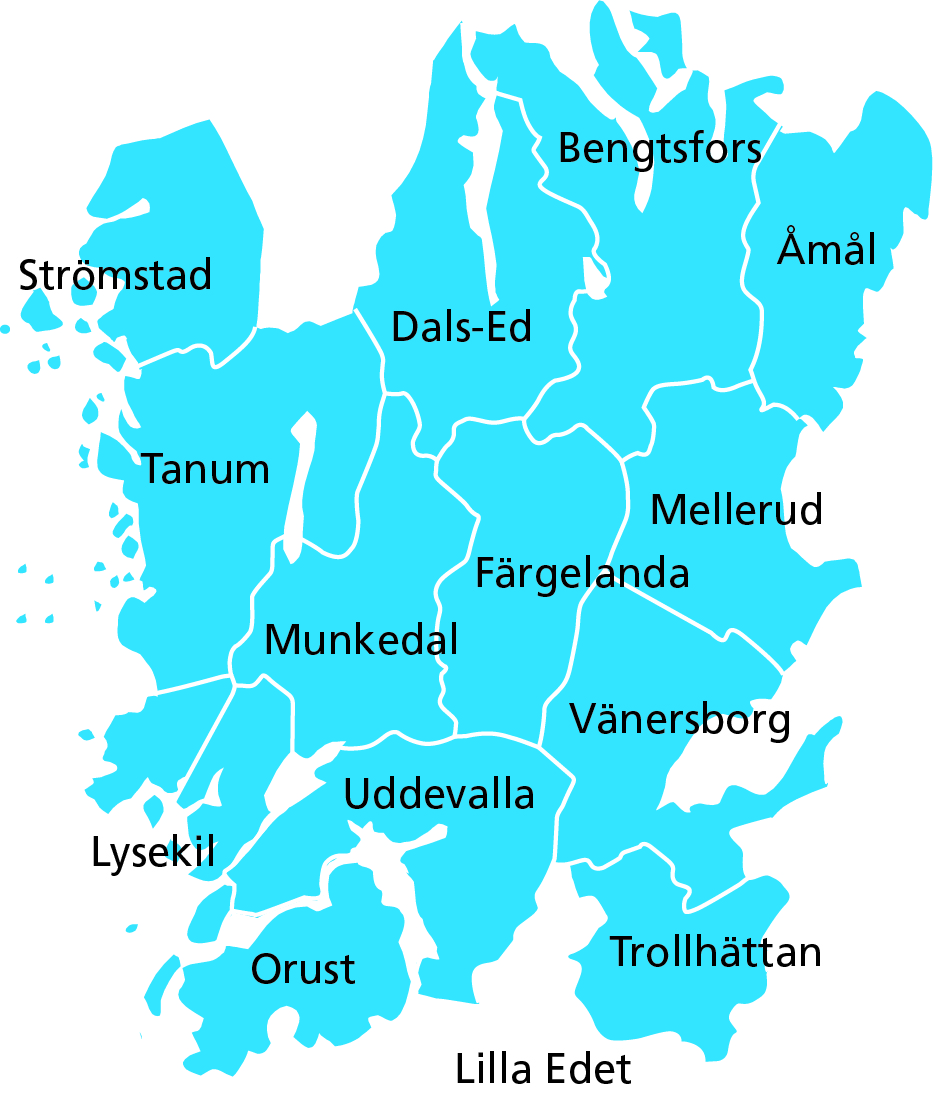 Bengtsfors
Åmål
Strömstad
Dals-Ed
Tanum
Mellerud
Färgelanda
Munkedal
Vänersborg
Uddevalla
Lysekil
Trollhättan
Orust
Lilla Edet